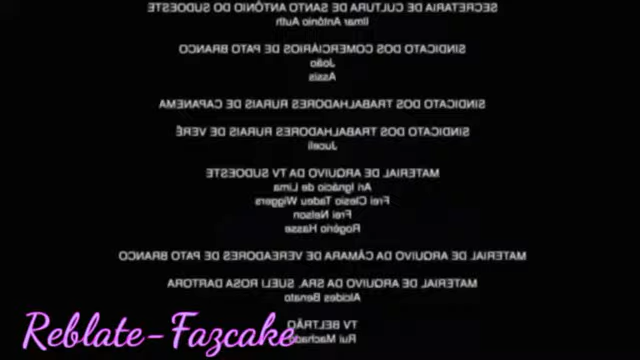 SECRETARIA DE CULTURA DE SANTO ANTÔNIO DO SUDOESTE
Ilmar Antônio Auth
SINDICATO DOS COMERCIÁRIOS DE PATO BRANCO
João
Assis
SINDICATO DOS TRABALHADORES RURAIS DE CAPANEMA
SINDICATO DOS TRABALHADORES RURAIS DE VERÊ
Juceli
MATERIAL DE ARQUIVO DA TV SUDOESTE
Ari Ignácio de Lima
Frei Clesio Tadeu Wiggers
Frei Nelson
Rogério Hasse
MATERIAL DE ARQUIVO DA CÂMARA DE VEREADORES DE PATO BRANCO
MATERIAL DE ARQUIVO DA SRA. SUELI ROSA DARTORA
Alcides Benato
TV BELTRÃO
Rui Machado
Reblate-Fazcake